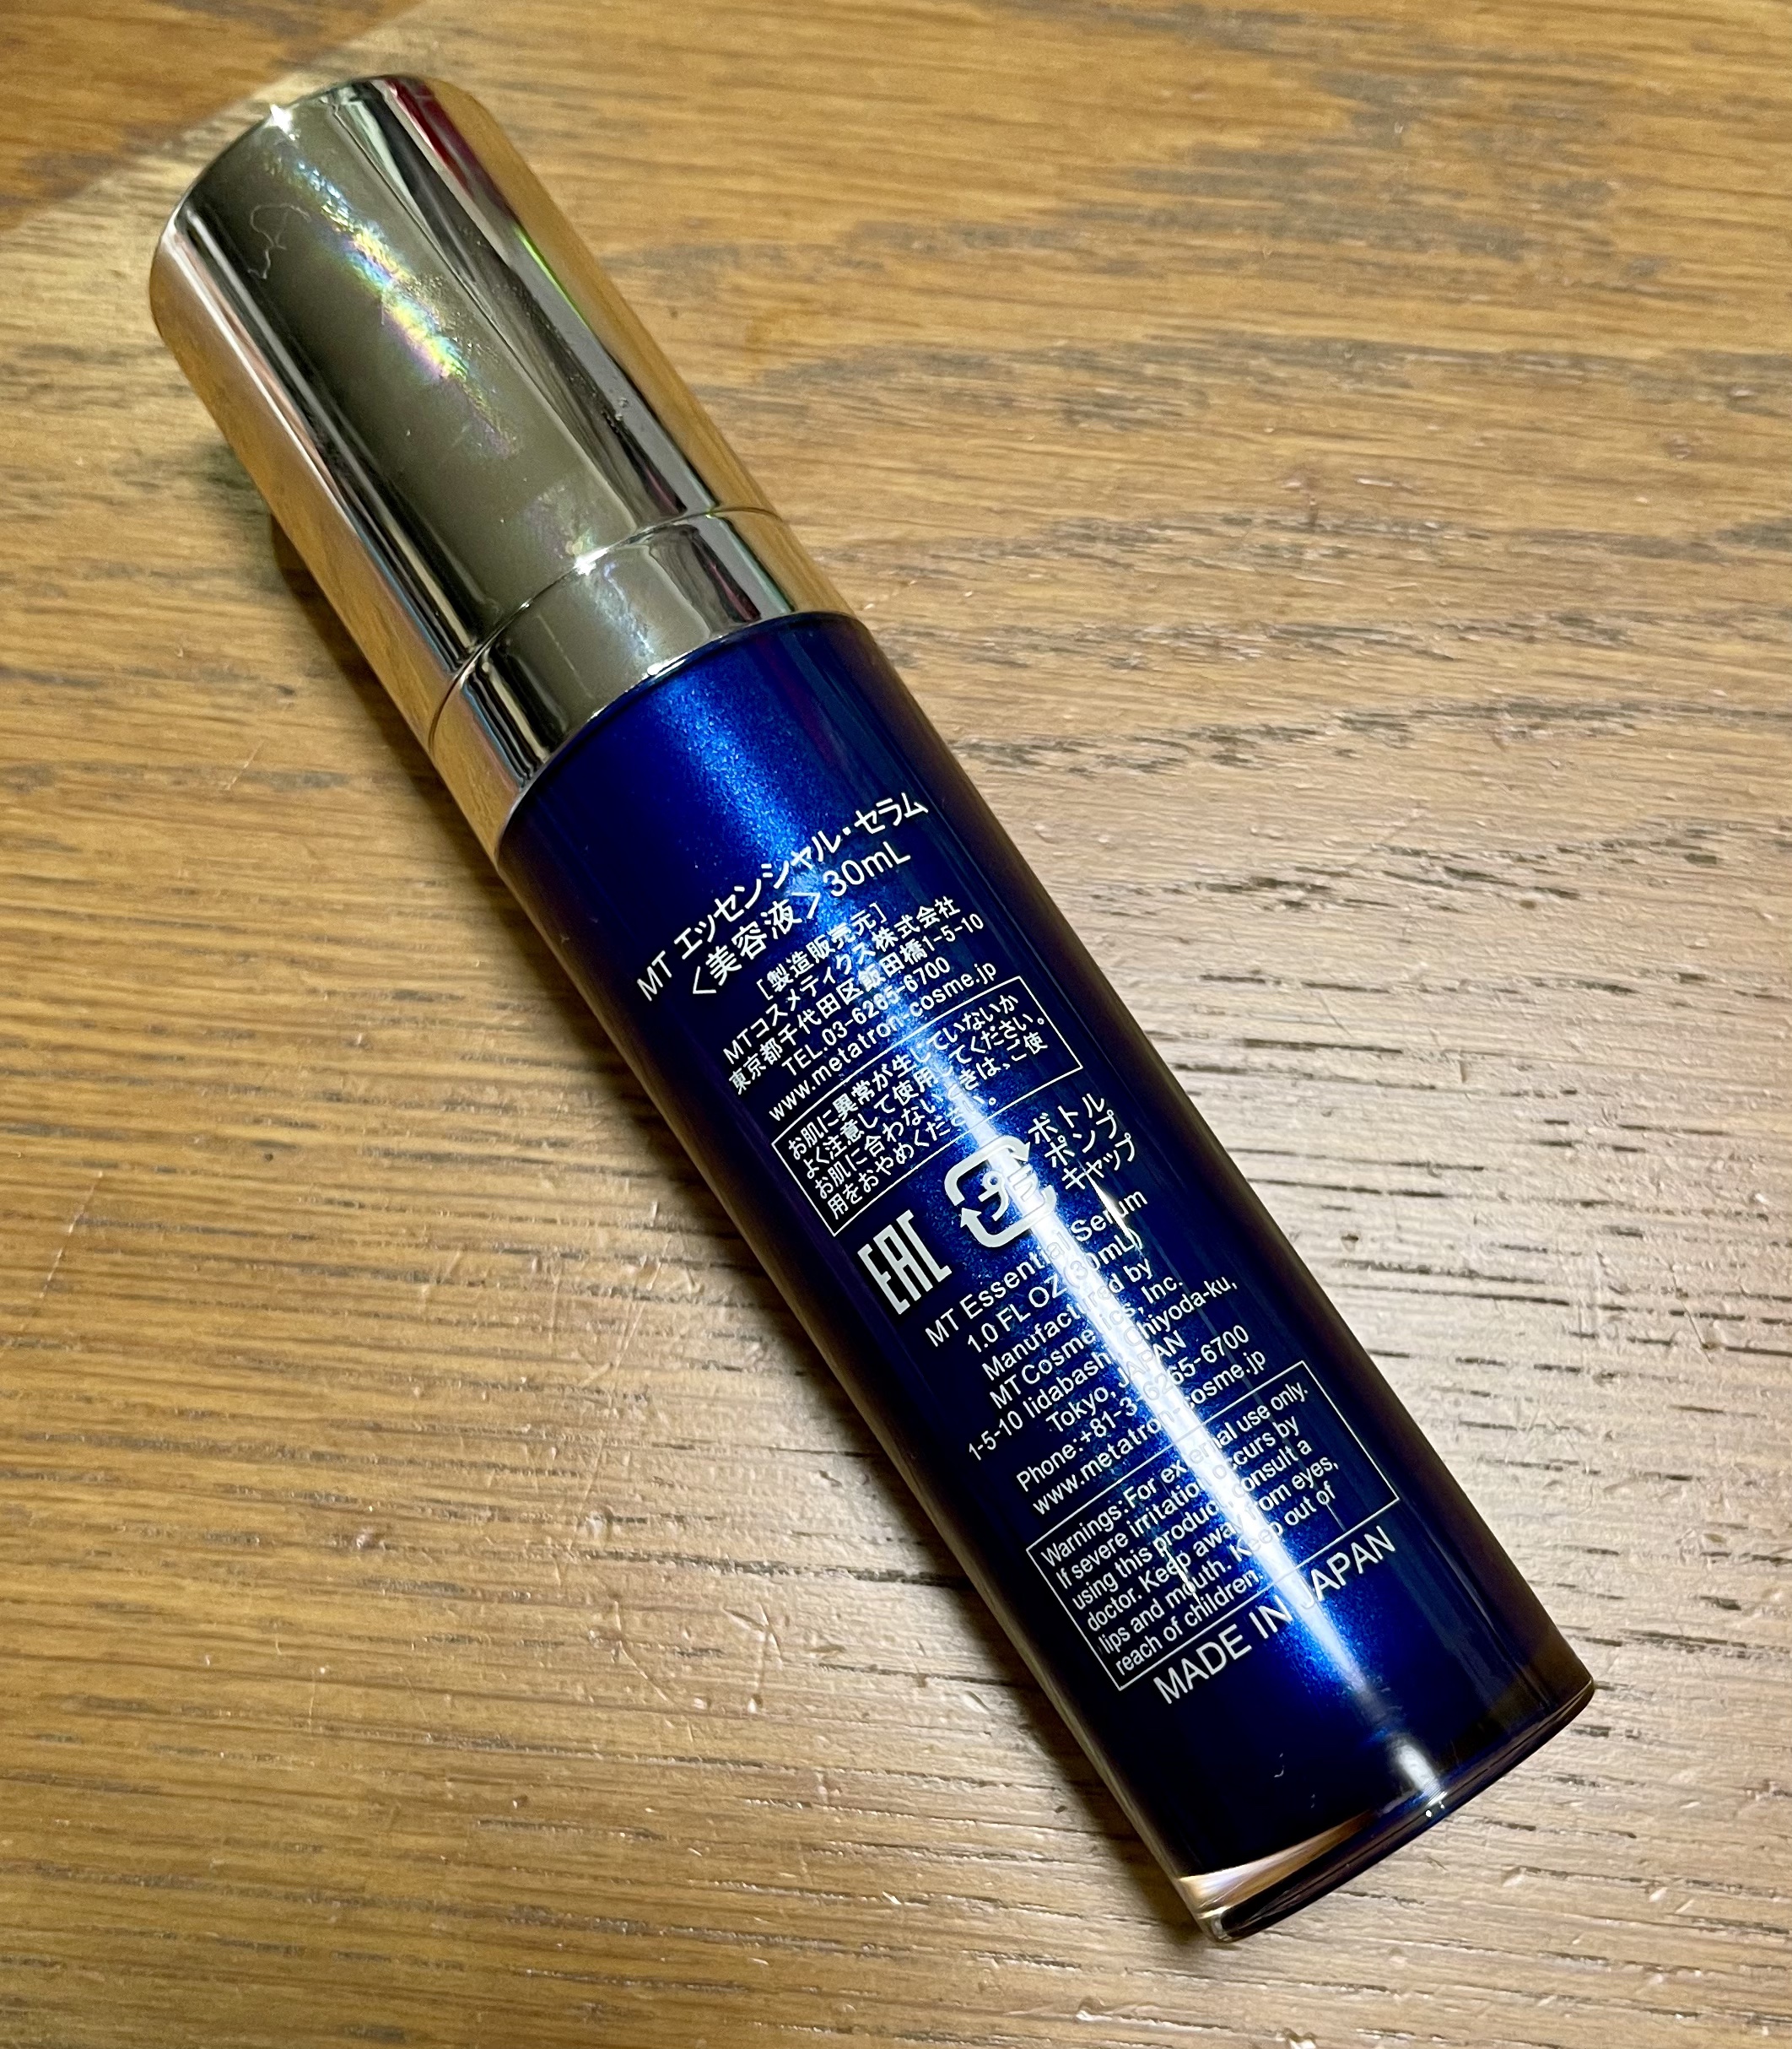 MT エッセンシャル・セラム
＜美容液＞30mL
[製造販売元]
MTコスメティクス株式会社
東京都千代田区飯田橋1-5-10
TEL.03-6265-6700
www.metatron-cosme.jp
お肌に異常が生じていないか
よく注意して使用してください。
お肌に合わないときは、ご使
用をおやめください。
プラ
ボトル
ポンプ
キャップ
EAC
MT Essential Serum
1.0 FL OZ (30mL)
Manufactured by
MT Cosmetics, Inc.
1-5-10 Iidabashi, Chiyoda-ku,
Tokyo, JAPAN
Phone:+81-3-6265-6700
www.metatron-cosme.jp
Warnings: For external use only.
If severe irritation occurs by
using this product, consult a
doctor. Keep away from eyes,
lips and mouth. Keep out of
reach of children.
MADE IN JAPAN